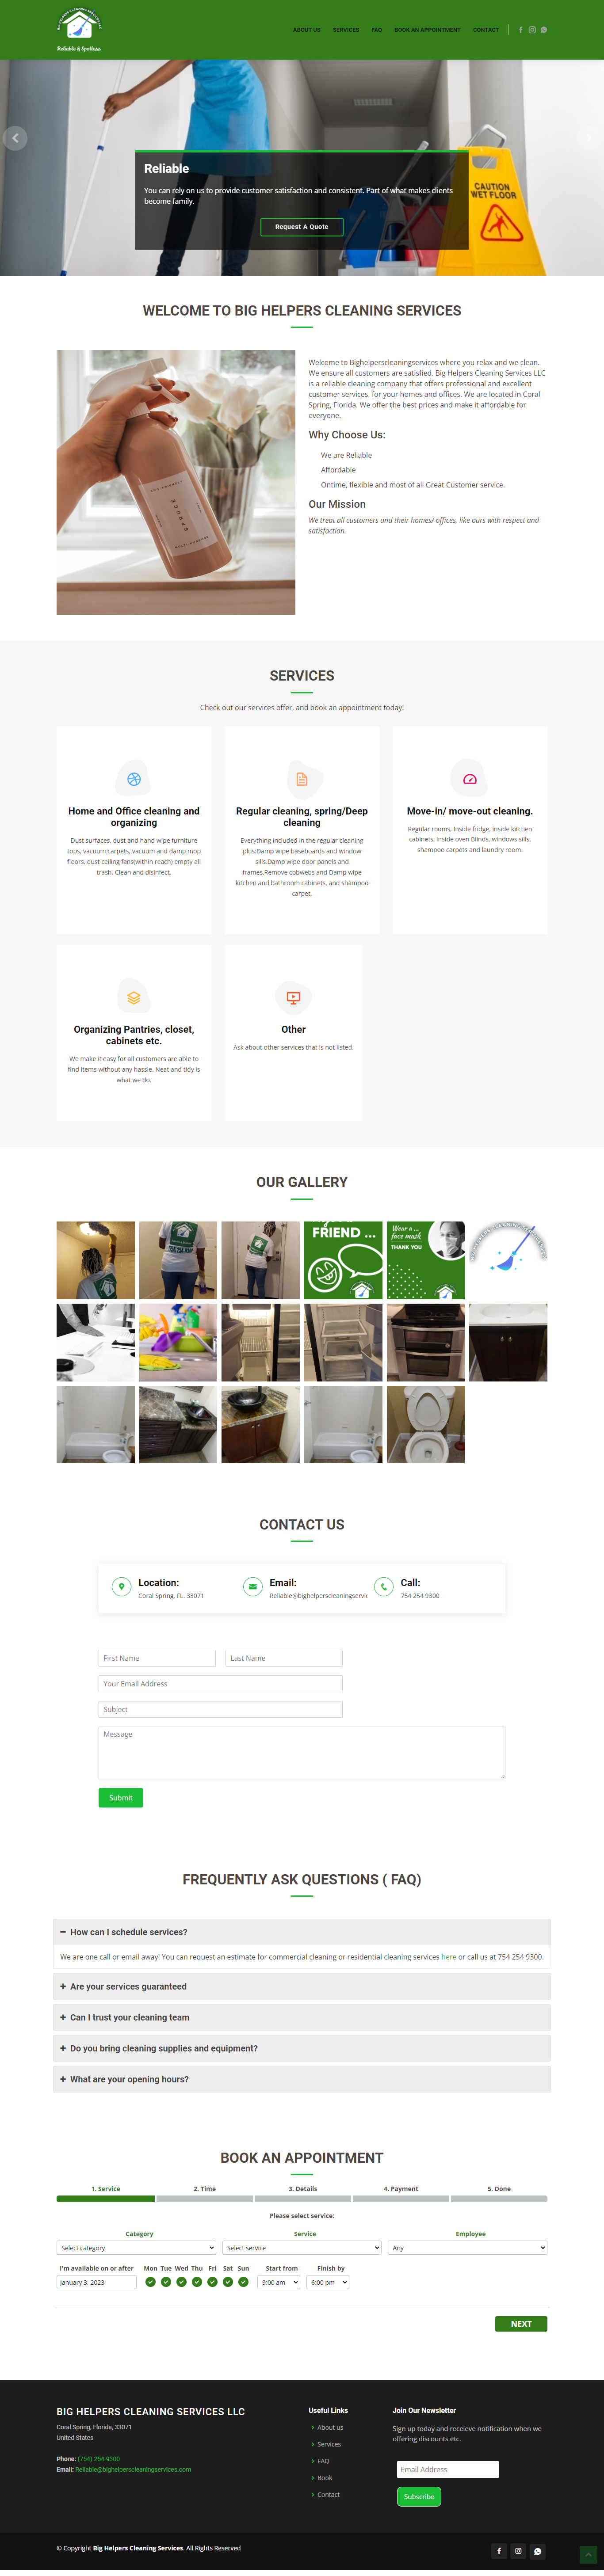 BIG HELPERS CLEANING SERVICES LLC
Reliable & Spotless
ABOUT US SERVICES FAQ BOOK AN APPOINTMENT CONTACT
CAUTION
WET FLOOR
Reliable
You can rely on us to provide customer satisfaction and consistent. Part of what makes clients
become family.
Request A Quote
WELCOME TO BIG HELPERS CLEANING SERVICES
Welcome to Bighelperscleaningservices where you relax and we clean.
We ensure all customers are satisfied. Big Helpers Cleaning Services LLC
is a reliable cleaning company that offers professional and excellent
customer services, for your homes and offices. We are located in Coral
Spring, Florida. We offer the best prices and make it affordable for
everyone.
Why Choose Us:
We are Reliable
Affordable
Ontime, flexible and most of all Great Customer service.
Our Mission
We treat all customers and their homes/ offices, like ours with respect and
satisfaction.
SERVICES
Check out our services offer, and book an appointment today!
Home and Office cleaning and
organizing
Dust surfaces. dust and hand wipe furniture
tops, vacuum carpets, vacuum and damp mop
floors, dust ceiling fans(within reach) empty all
trash. Clean and disinfect.
Regular cleaning, spring/Deep
cleaning
Everything included in the regular cleaning
plus:Damp wipe baseboards and window
sills.Damp wipe door panels and
frames,Remove cobwebs and Damp wipe
kitchen and bathroom cabinets, and shampoo
carpet.
Move-in/ move-out cleaning.
Regular rooms, Inside fridge, inside kitchen
cabinets, inside oven Blinds, windows sills,
shampoo carpets and laundry room.
Organizing Pantries, closet,
cabinets etc.
We make it easy for all customers are able to
find items without any hassle. Neat and tidy is
what we do.
Other
Ask about other services that is not listed.
OUR GALLERY
FRIEND ...
Wear a ...
face mask
THANK YOU
CONTACT US
Location:
Coral Spring, FL, 33071
Email:
Reliable@bighelperscleaningservic
Call:
754 254 9300
First Name Last Name
Your Email Address
Subject
Message
Submit
FREQUENTLY ASK QUESTIONS ( FAQ)
How can I schedule services?
We are one call or email away! You can request an estimate for commercial cleaning or residential cleaning services here or call us at 754 254 9300.
Are your services guaranteed
Can I trust your cleaning team
Do you bring cleaning supplies and equipment?
What are your opening hours?
BOOK AN APPOINTMENT
1. Service 2. Time 3. Details 4. Payment 5. Done
Please select service:
Category Service Employee
Select category Select service Any
I'm available on or after Mon Tue Wed Thu Fri Sat Sun Start from Finish by
January 3, 2023 9:00 am 6:00 pm
NEXT
BIG HELPERS CLEANING SERVICES LLC
Coral Spring, Florida, 33071
United States
Phone: (754) 254-9300
Email: Reliable@bighelperscleaningservices.com
Useful Links
About us
Services
FAQ
Book
Contact
Join Our Newsletter
Sign up today and receieve notification when we
offering discounts etc.
Email Address
Subscribe
© Copyright Big Helpers Cleaning Services. All Rights Reserved